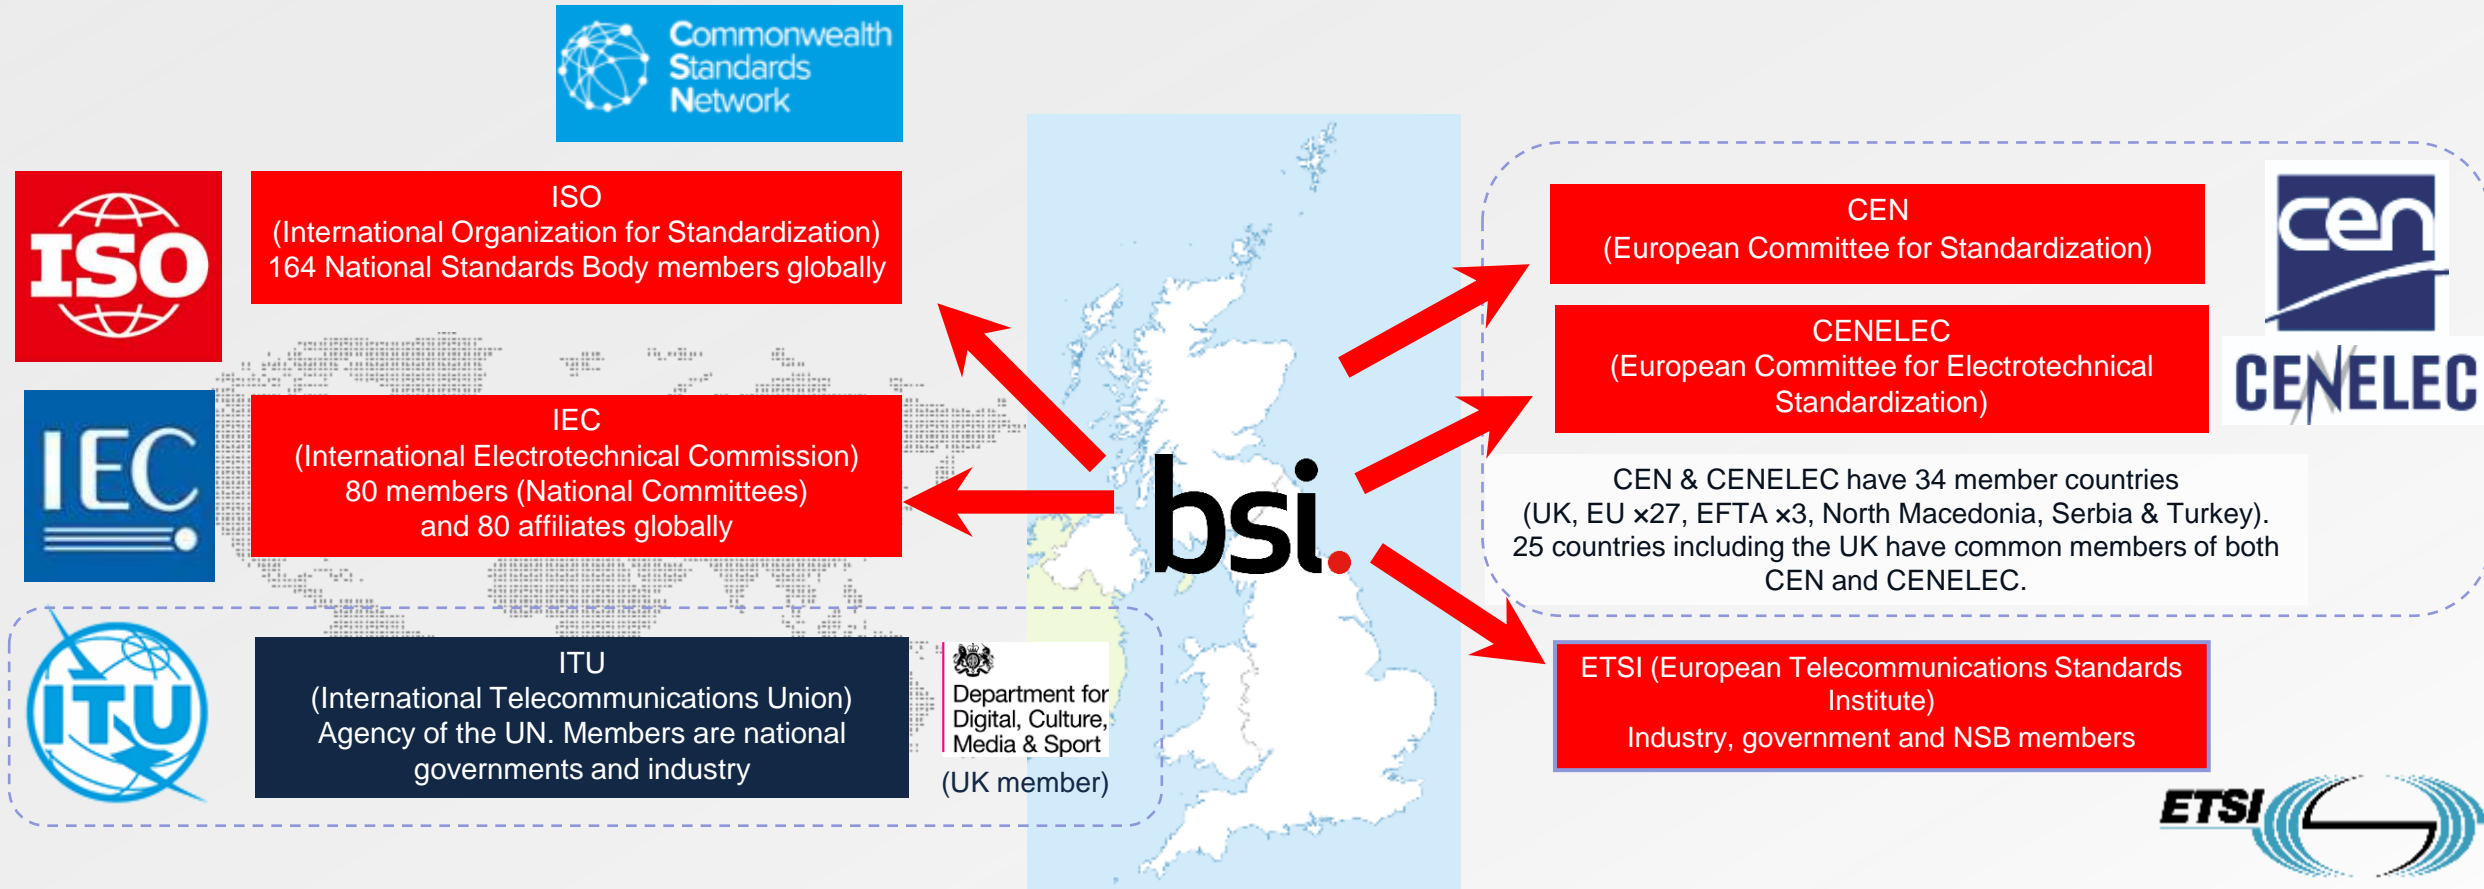 Commonwealth
Standards
Network
ISO
ISO
(International Organization for Standardization)
164 National Standards Body members globally
IEC
IEC
(International Electrotechnical Commission)
80 members (National Committees)
and 80 affiliates globally
ITU
ITU
(International Telecommunications Union)
Agency of the UN. Members are national
governments and industry
Department for
Digital, Culture,
Media & Sport
(UK member)
bsi.
CEN
(European Committee for Standardization)
cen
CENELEC
(European Committee for Electrotechnical
Standardization)
CENELEC
CEN & CENELEC have 34 member countries
(UK, EU ×27, EFTA ×3, North Macedonia, Serbia & Turkey).
25 countries including the UK have common members of both
CEN and CENELEC.
ETSI (European Telecommunications Standards
Institute)
Industry, government and NSB members
ETSI